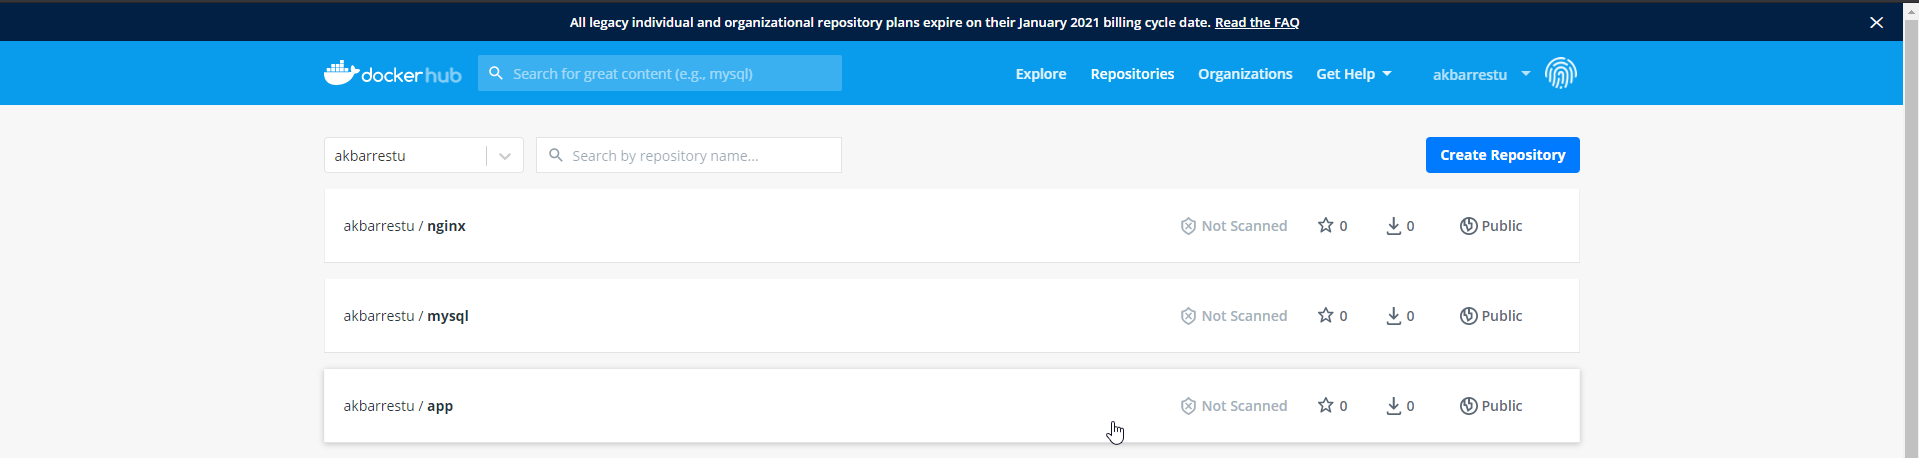 All legacy individual and organizational repository plans expire on their January 2021 billing cycle date. Read the FAQ
dockerhub Search for great content (e.g., mysql) Explore Repositories Organizations Get Help akbarrestu
akbarrestu Search by repository name... Create Repository
akbarrestu / nginx Not Scanned 0 0 Public
akbarrestu / mysql Not Scanned 0 0 Public
akbarrestu / app Not Scanned 0 0 Public